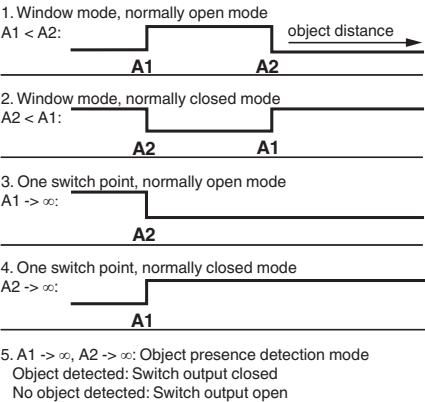 1. Window mode, normally open mode
A1 < A2:
object distance
A1 A2
2. Window mode, normally closed mode
A2 < A1:
A2 A1
3. One switch point, normally open mode
A1 -> ∞:
A2
4. One switch point, normally closed mode
A2 -> ∞:
A1
5. A1 -> ∞, A2 -> ∞: Object presence detection mode
Object detected: Switch output closed
No object detected: Switch output open